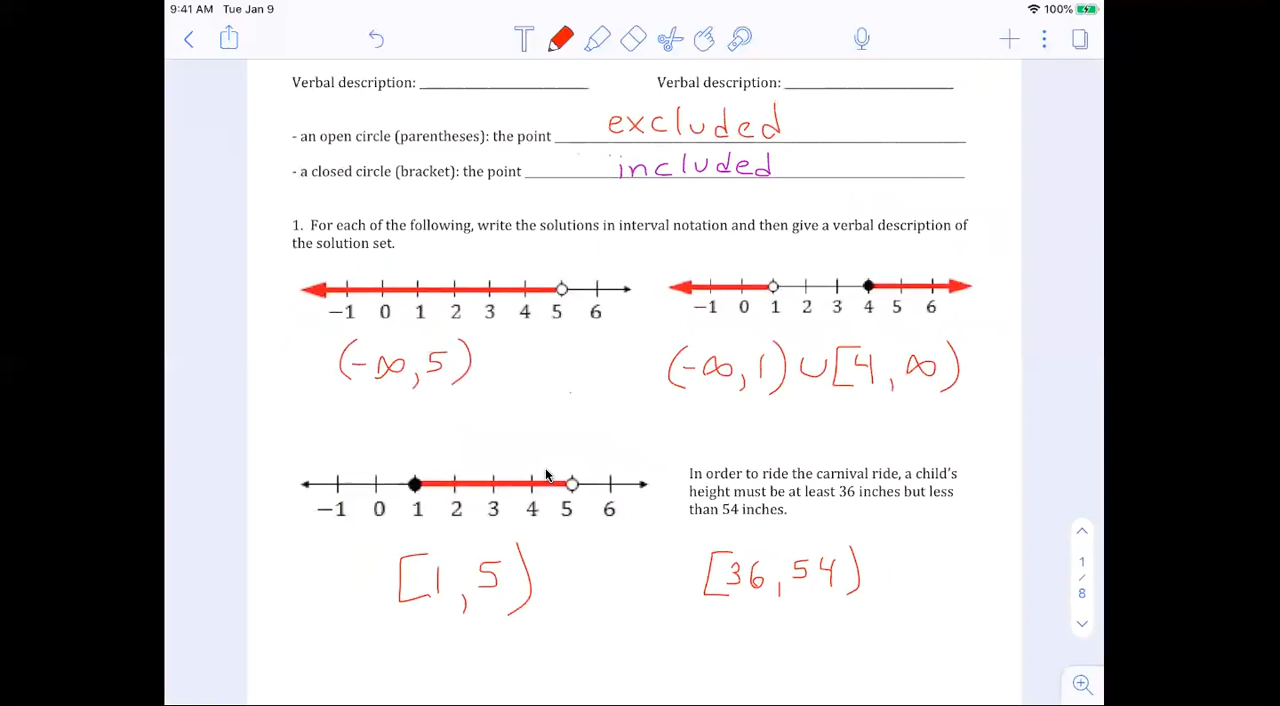 9:41 AM Tue Jan 9 100%
Verbal description: ____________________ Verbal description: ____________________
- an open circle (parentheses): the point excluded
- a closed circle (bracket): the point included
1. For each of the following, write the solutions in interval notation and then give a verbal description of
the solution set.
−1 0 1 2 3 4 5 6
−1 0 1 2 3 4 5 6
(-∞, 5)
(-∞, 1) ∪ [4, ∞)
In order to ride the carnival ride, a child's
height must be at least 36 inches but less
than 54 inches.
−1 0 1 2 3 4 5 6
[1, 5)
[36, 54)
1
/
8